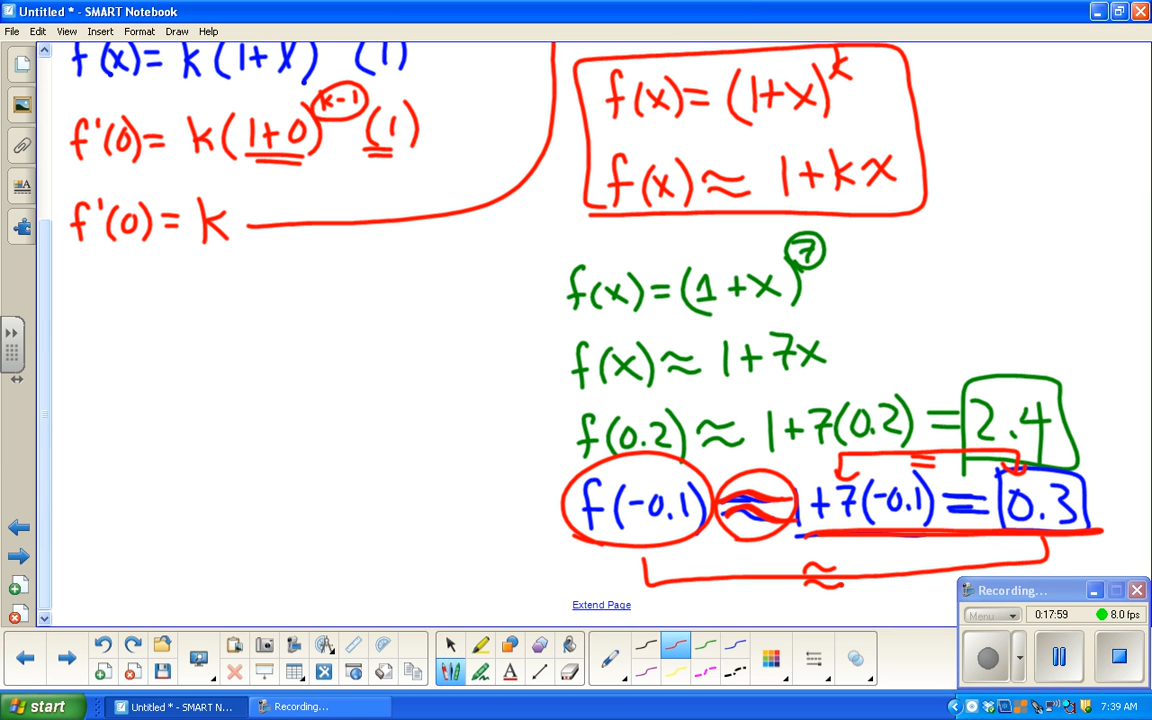 Untitled * - SMART Notebook
File Edit View Insert Format Draw Help
f'(x) = k(1+x) (1)
f'(0) = k(1+0)^(k-1) (1)
f'(0) = k
f(x) = (1+x)^k
f(x) ≈ 1+kx
f(x) = (1+x)^7
f(x) ≈ 1+7x
f(0.2) ≈ 1+7(0.2) = 2.4
f(-0.1) ≈ 1+7(-0.1) = 0.3
=
≈
Extend Page
Recording...
Menu 0:17:59 8.0 fps
start Untitled * - SMART N... Recording... 7:39 AM